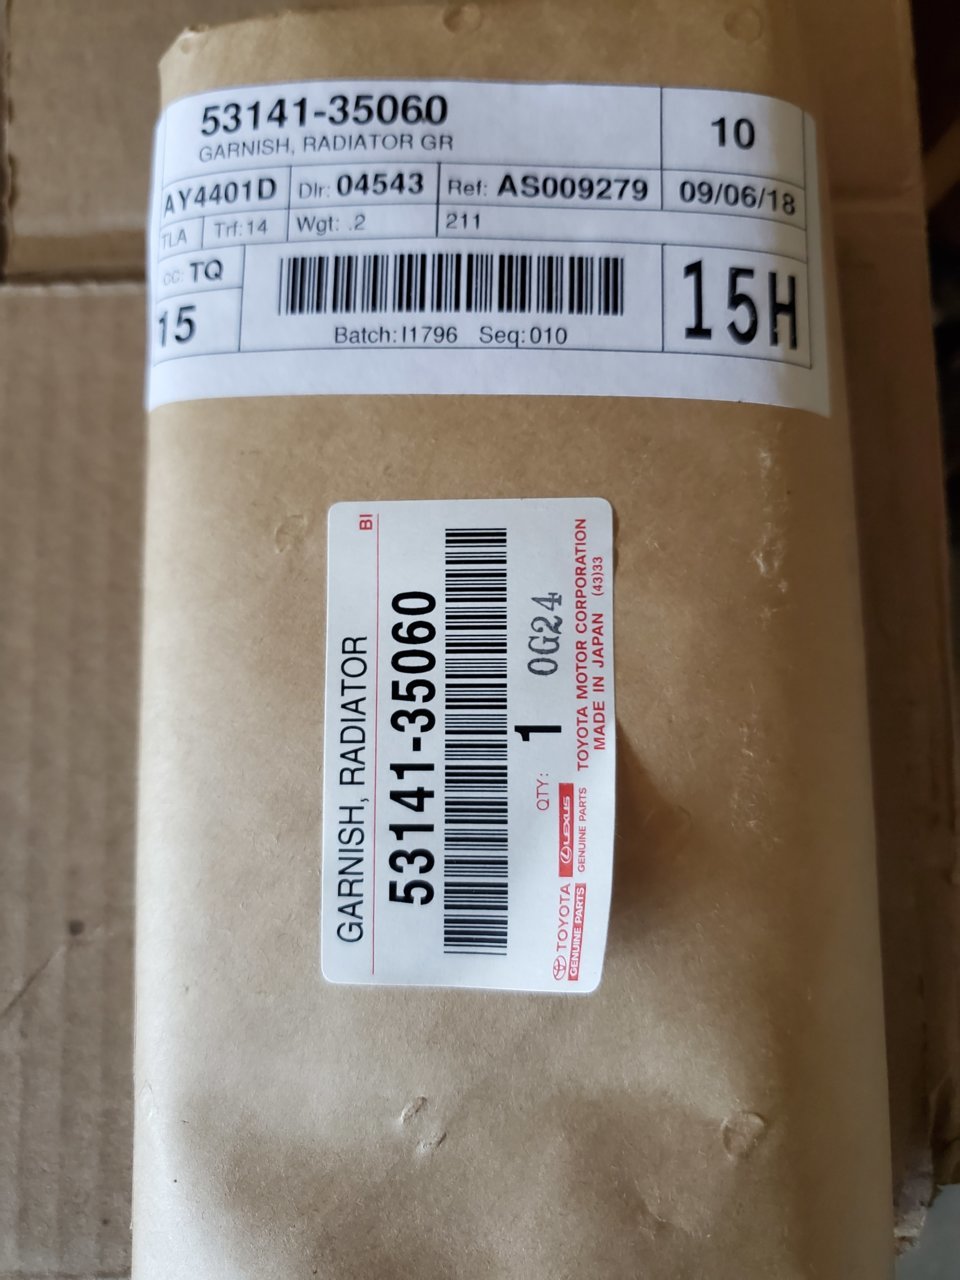 53141-35060
10
GARNISH, RADIATOR GR
AY4401D
Dlr: 04543
Ref: AS009279
09/06/18
TLA
Trf: 14
Wgt: .2
211
cc: TQ
15
Batch: I1796 Seq: 010
15H
BI
GARNISH, RADIATOR
53141-35060
QTY: 1
0G24
TOYOTA
GENUINE PARTS
LEXUS
GENUINE PARTS
TOYOTA MOTOR CORPORATION
MADE IN JAPAN (43)33